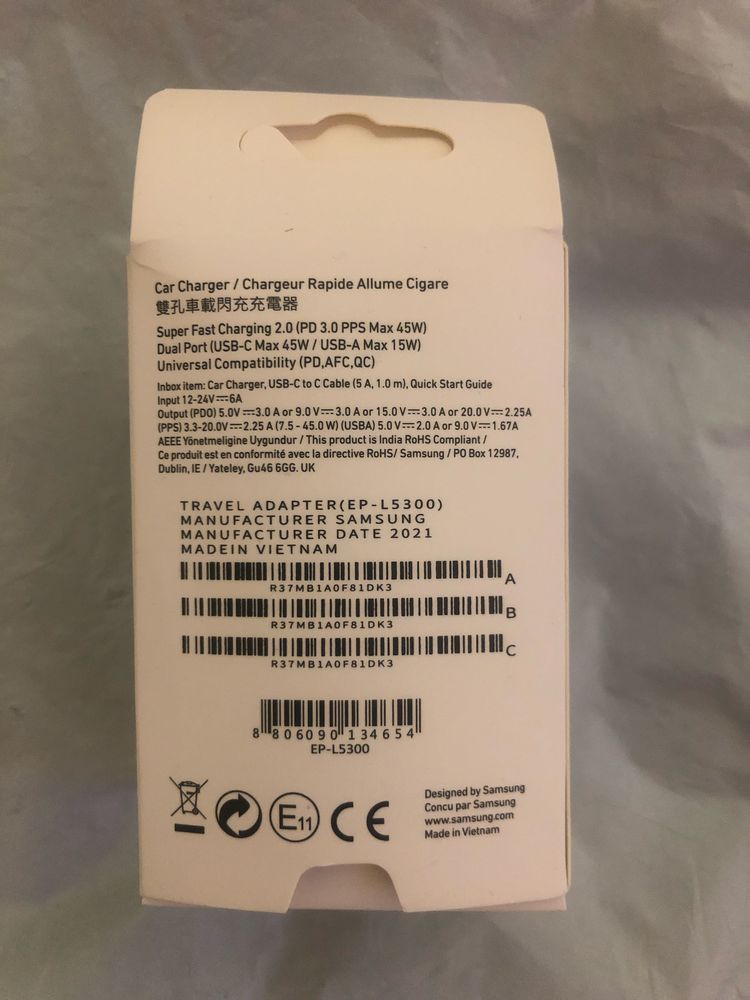 Car Charger / Chargeur Rapide Allume Cigare
雙孔車載閃充充電器
Super Fast Charging 2.0 (PD 3.0 PPS Max 45W)
Dual Port (USB-C Max 45W / USB-A Max 15W)
Universal Compatibility (PD,AFC,QC)
Inbox item: Car Charger, USB-C to C Cable (5 A, 1.0 m), Quick Start Guide
Input 12-24V⎓6A
Output (PDO) 5.0V⎓3.0 A or 9.0V⎓3.0 A or 15.0V⎓3.0 A or 20.0V⎓2.25A
(PPS) 3.3-20.0V⎓2.25 A (7.5 - 45.0 W) (USBA) 5.0V⎓2.0 A or 9.0V⎓1.67A
AEEE Yönetmeligine Uygundur / This product is India RoHS Compliant /
Ce produit est en conformité avec la directive RoHS/ Samsung / PO Box 12987,
Dublin, IE / Yateley, Gu46 6GG. UK
TRAVEL ADAPTER(EP-L5300)
MANUFACTURER SAMSUNG
MANUFACTURER DATE 2021
MADEIN VIETNAM
A
R37MB1A0F81DK3
B
R37MB1A0F81DK3
C
R37MB1A0F81DK3
8 806090 134654
EP-L5300
E11 CE
Designed by Samsung
Concu par Samsung
www.samsung.com
Made in Vietnam